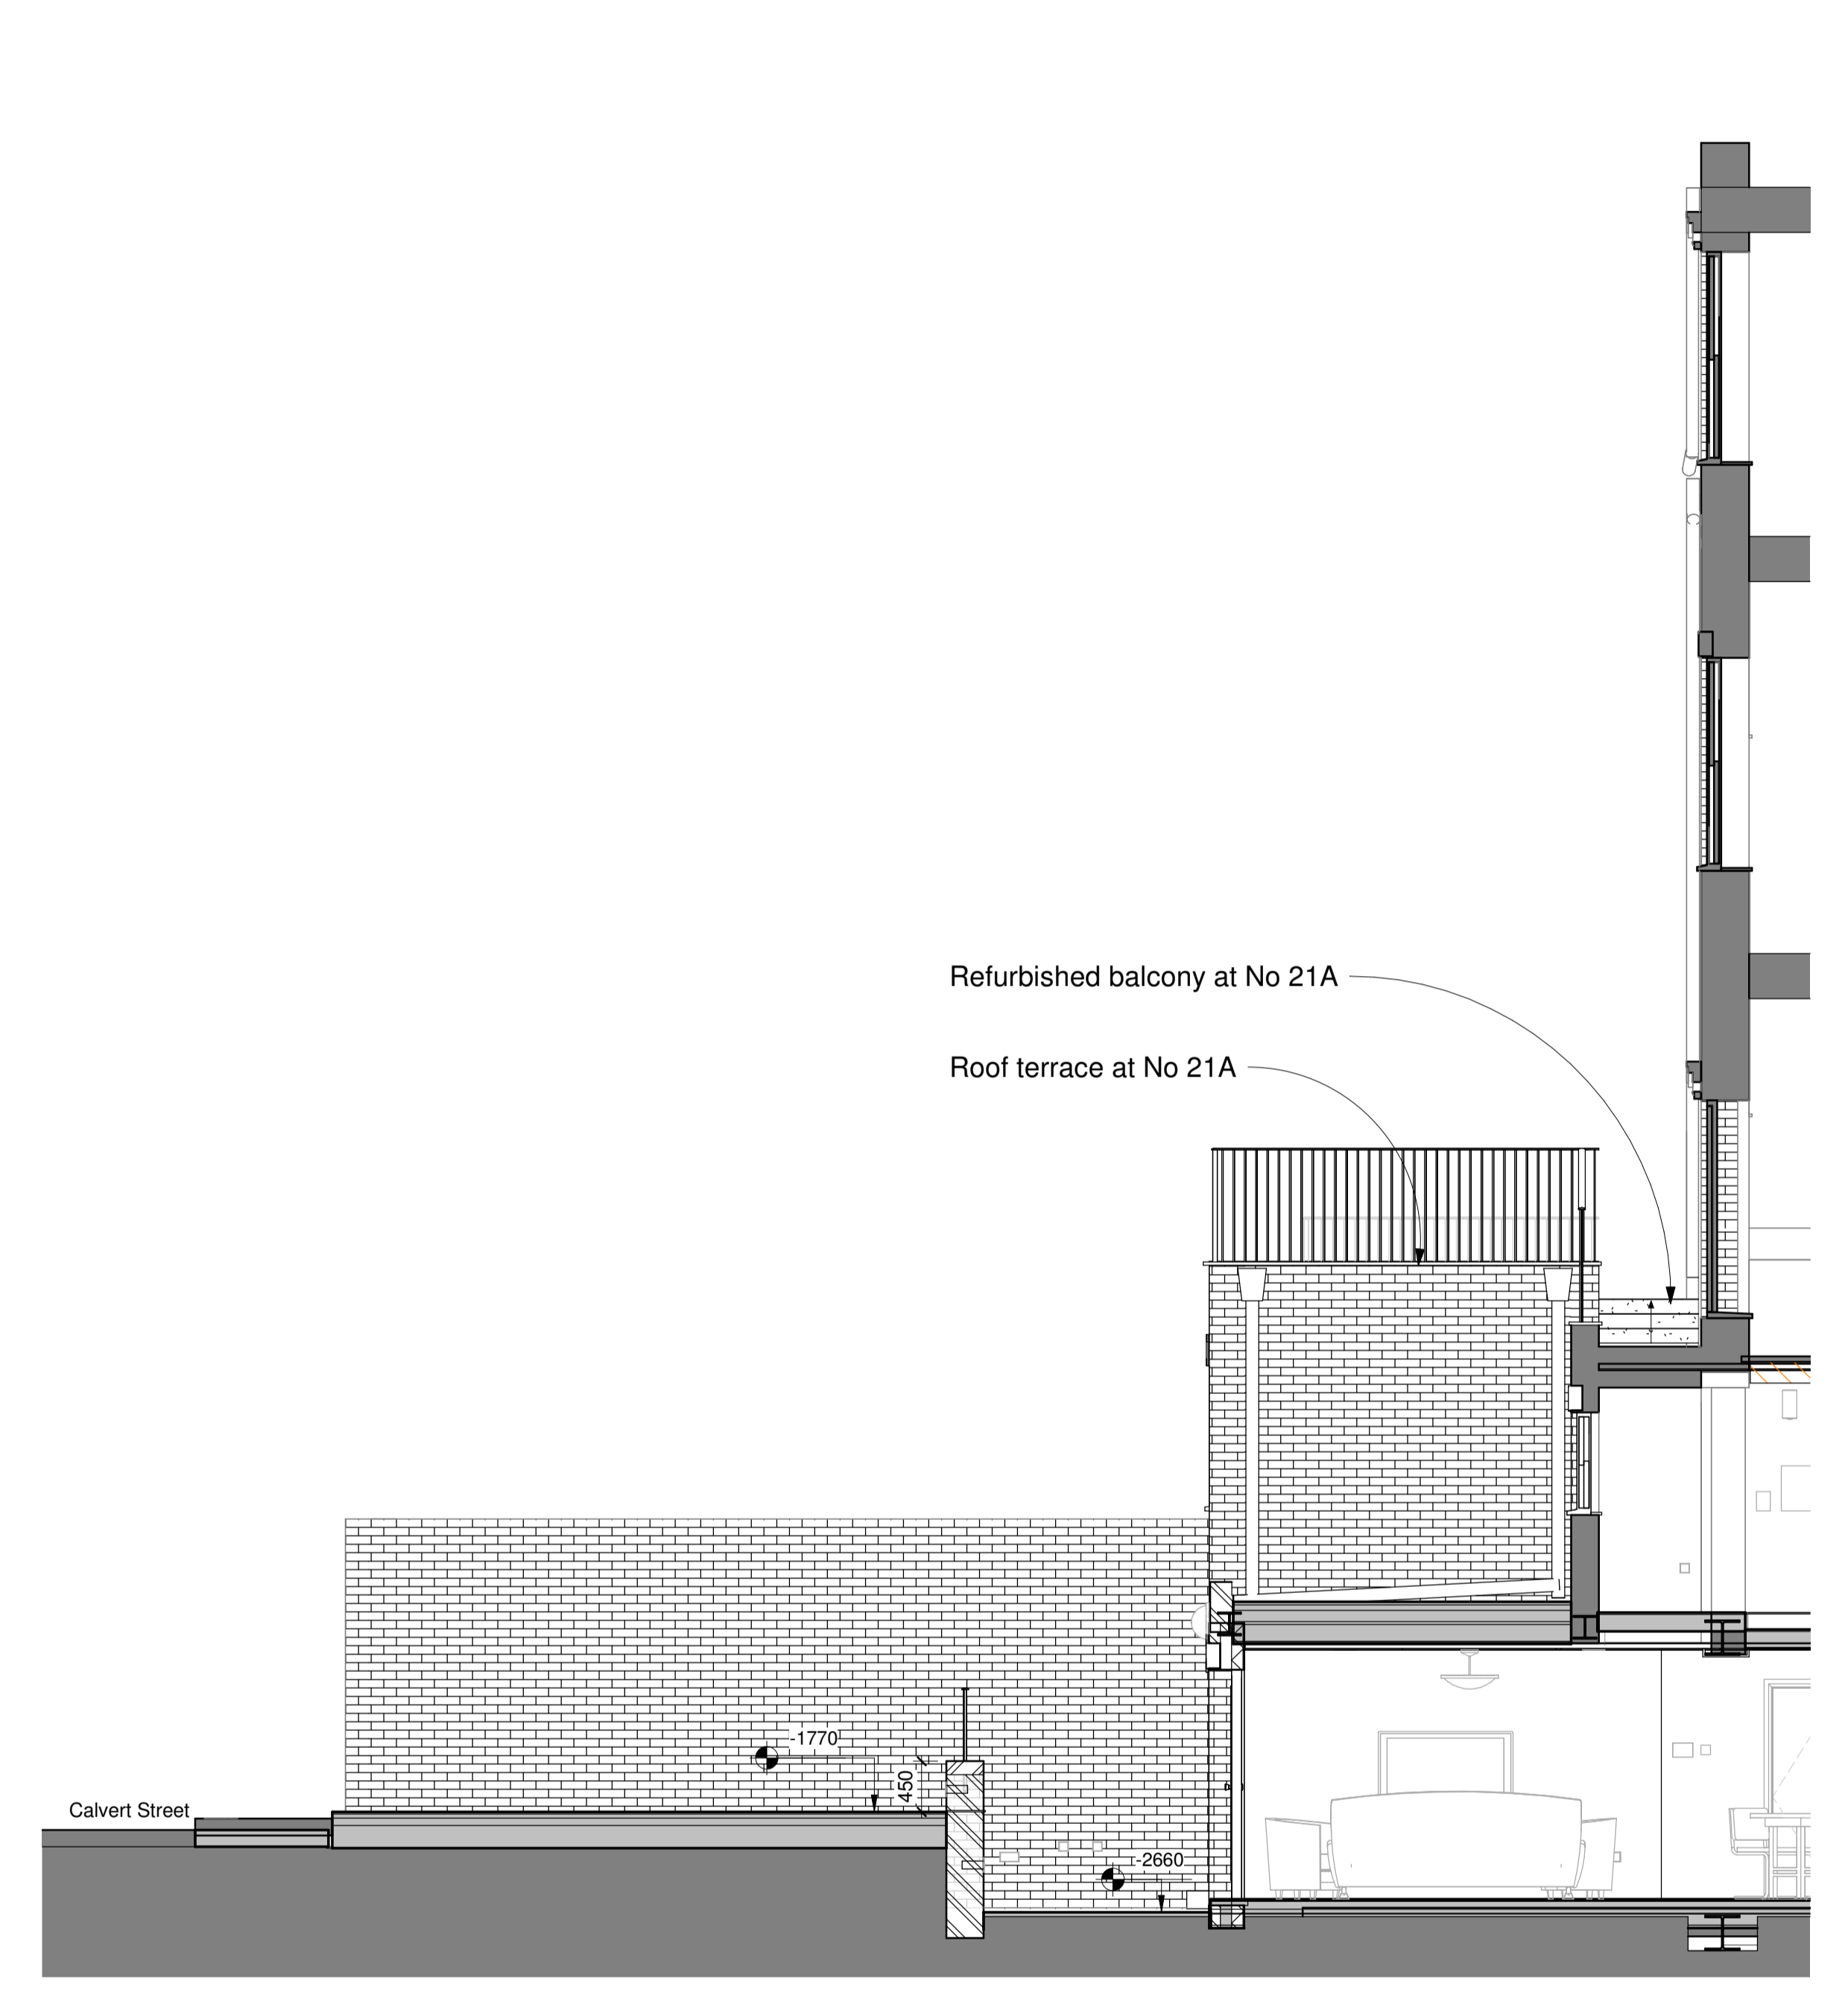 Refurbished balcony at No 21A
Roof terrace at No 21A
-1770
450
Calvert Street
-2660